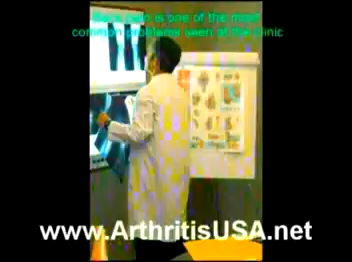 Back pain is one of the most
common problems seen at the clinic
www.ArthritisUSA.net